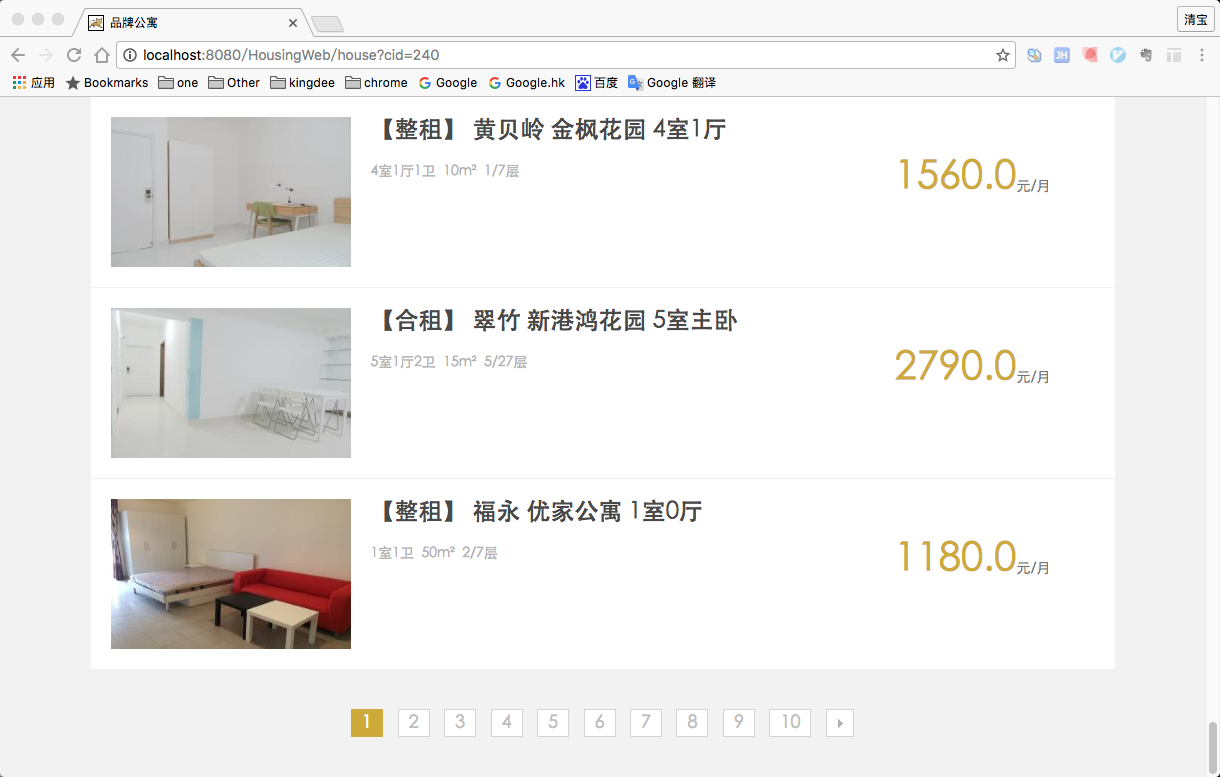 品牌公寓
清宝
localhost:8080/HousingWeb/house?cid=240
JH
应用 Bookmarks one Other kingdee chrome Google Google.hk 百度 Google 翻译
【整租】 黄贝岭 金枫花园 4室1厅
4室1厅1卫 10m² 1/7层
1560.0元/月
【合租】 翠竹 新港鸿花园 5室主卧
5室1厅2卫 15m² 5/27层
2790.0元/月
【整租】 福永 优家公寓 1室0厅
1室1卫 50m² 2/7层
1180.0元/月
1 2 3 4 5 6 7 8 9 10